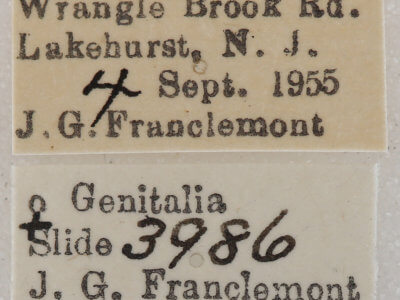 Wrangle Brook Rd.
Lakehurst, N. J.
4 Sept. 1955
J. G. Franclemont
♀ Genitalia
Slide 3986
J. G. Franclemont